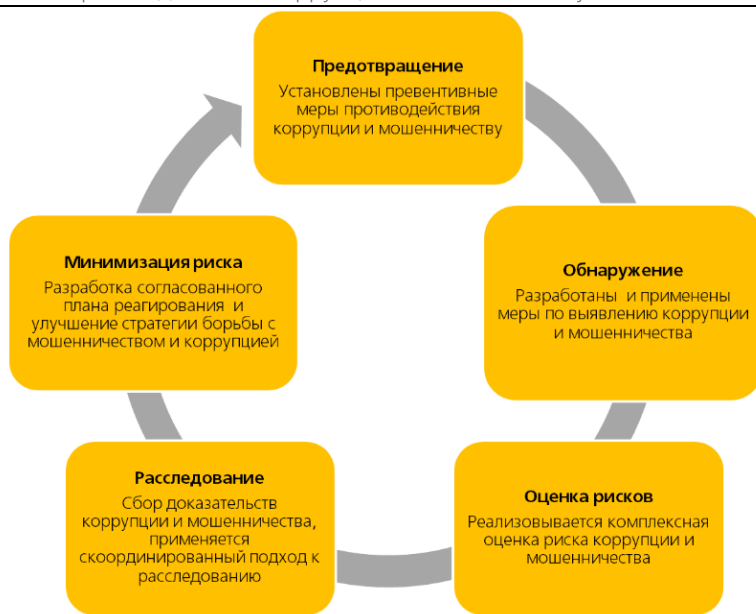 Предотвращение
Установлены превентивные
меры противодействия
коррупции и мошенничеству
Обнаружение
Разработаны и применены
меры по выявлению коррупции
и мошенничества
Оценка рисков
Реализовывается комплексная
оценка риска коррупции и
мошенничества
Расследование
Сбор доказательств
коррупции и мошенничества,
применяется
скоординированный подход к
расследованию
Минимизация риска
Разработка согласованного
плана реагирования и
улучшение стратегии борьбы с
мошенничеством и коррупцией